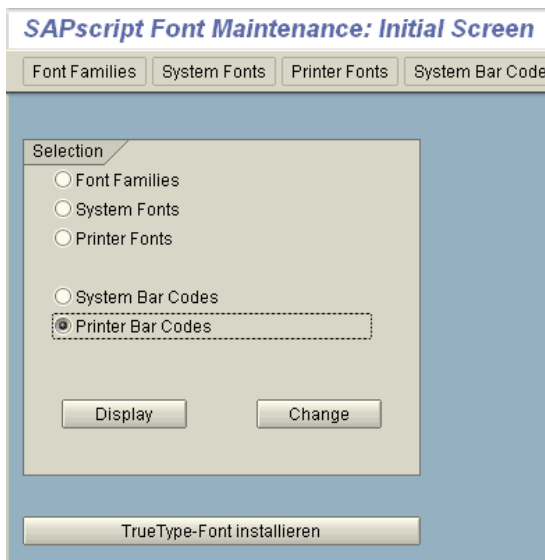 SAPscript Font Maintenance: Initial Screen
Font Families System Fonts Printer Fonts System Bar Code
Selection
Font Families
System Fonts
Printer Fonts
System Bar Codes
Printer Bar Codes
Display Change
TrueType-Font installieren